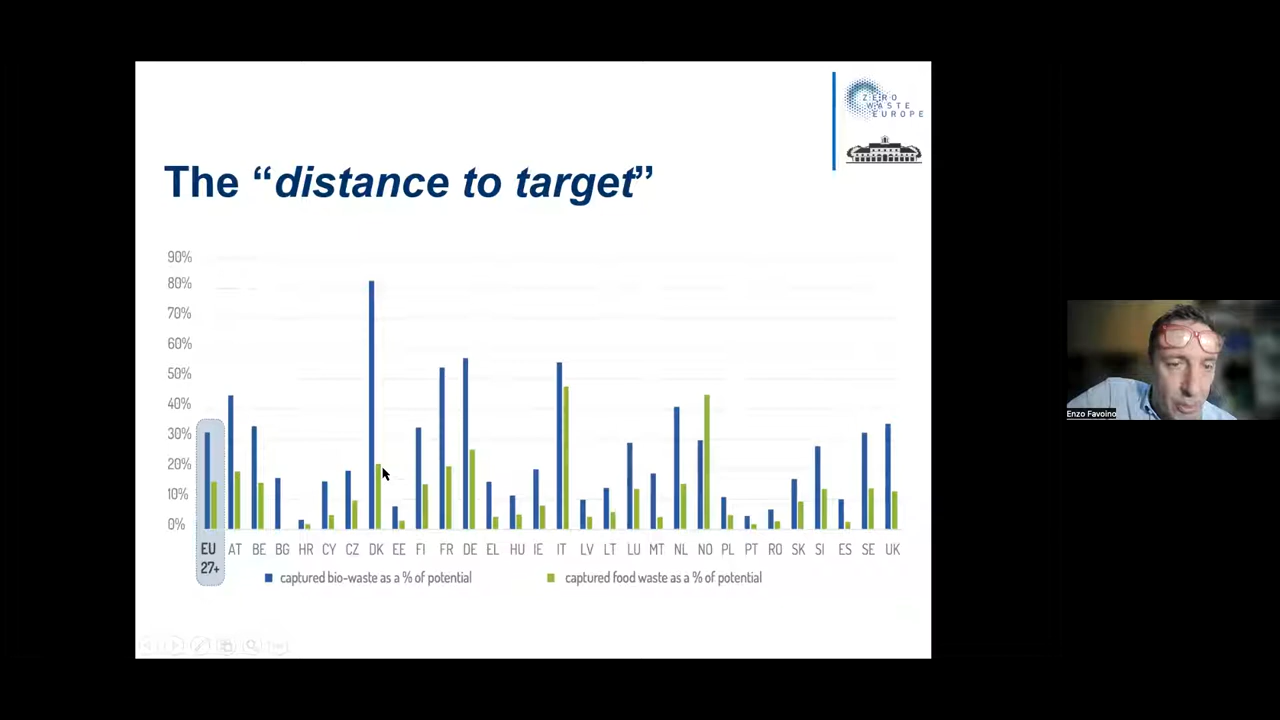 ZERO
WASTE
EUROPE
The “distance to target”
90%
80%
70%
60%
50%
40%
30%
20%
10%
0%
EU AT BE BG HR CY CZ DK EE FI FR DE EL HU IE IT LV LT LU MT NL NO PL PT RO SK SI ES SE UK
27+
captured bio-waste as a % of potential captured food waste as a % of potential
Enzo Favoino